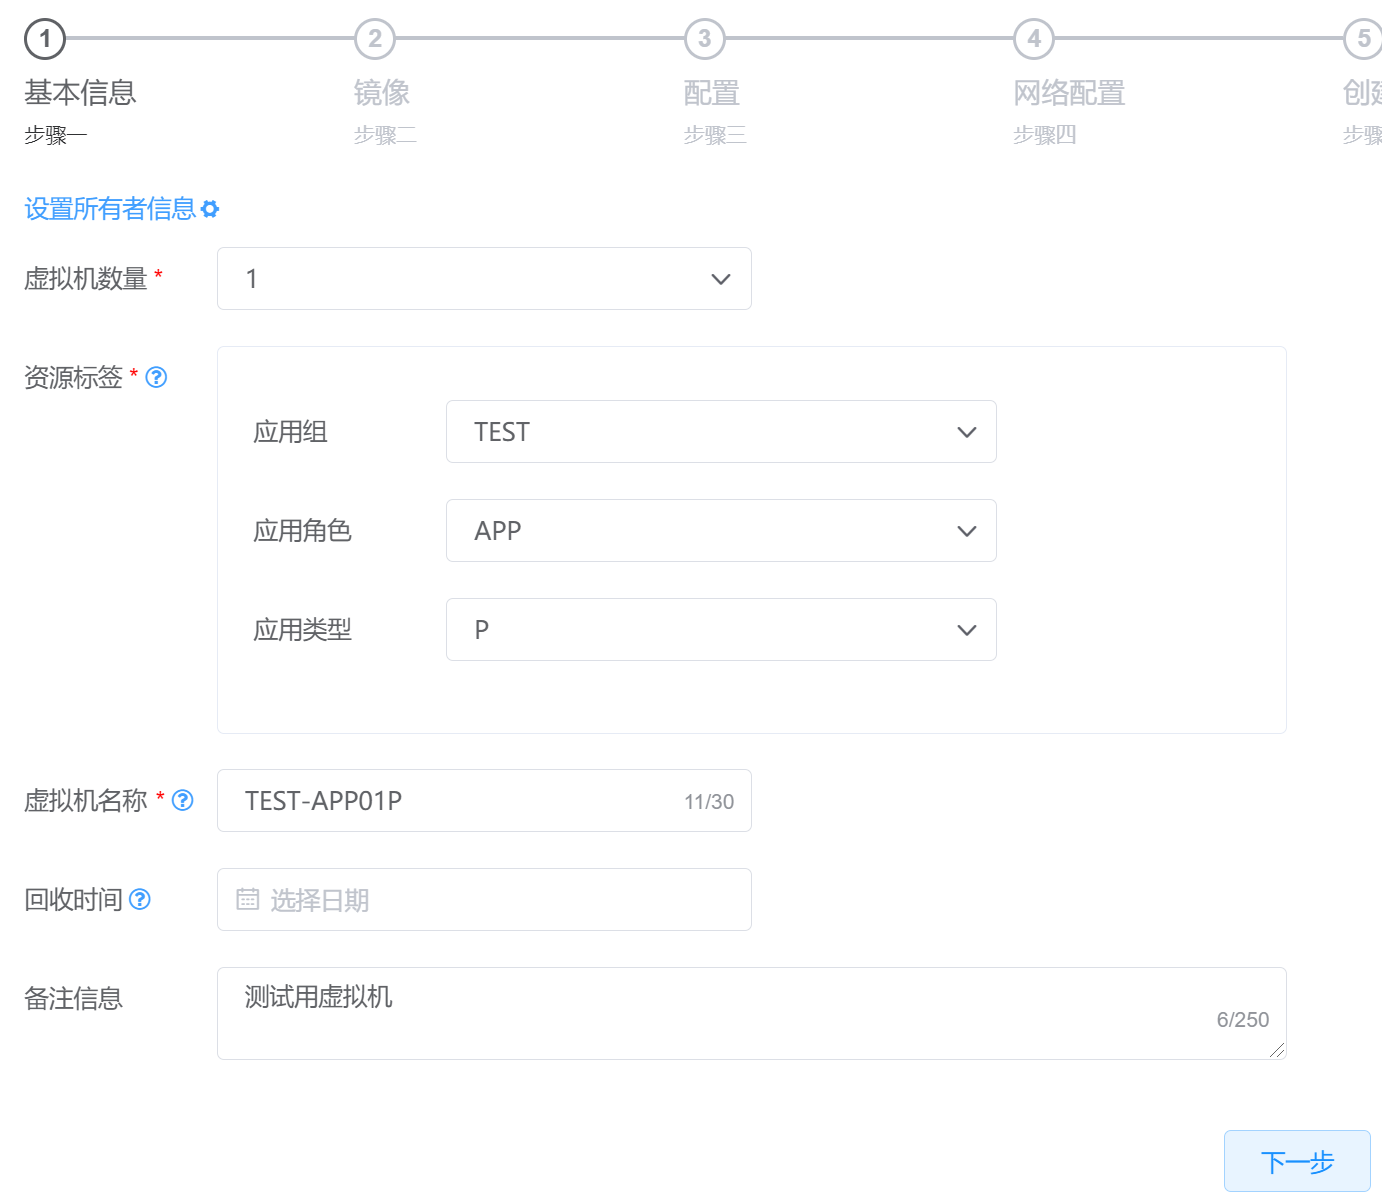 1 2 3 4 5
基本信息 镜像 配置 网络配置 创
步骤一 步骤二 步骤三 步骤四 步骤
设置所有者信息
虚拟机数量 * 1
资源标签 * ?
应用组 TEST
应用角色 APP
应用类型 P
虚拟机名称 * ? TEST-APP01P 11/30
回收时间 ? 选择日期
备注信息 测试用虚拟机
6/250
下一步